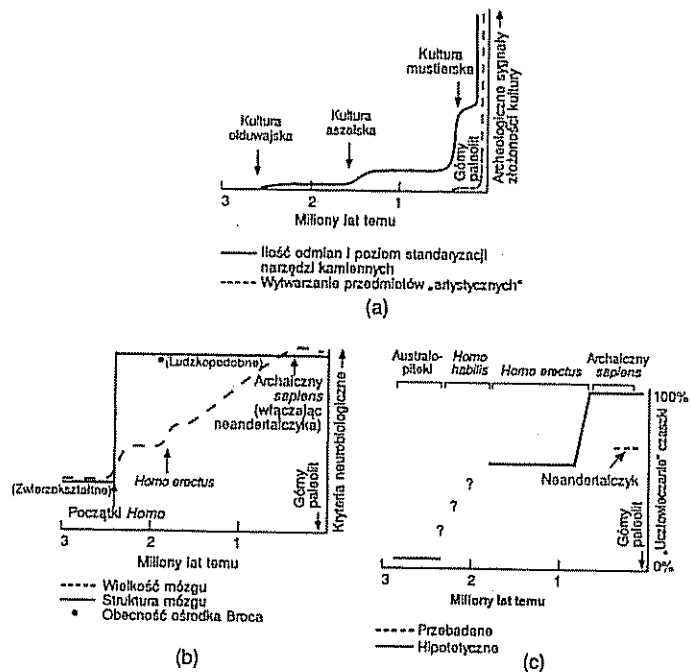 Kultura
olduwajska
Kultura
aszelska
Kultura
mustierska
Górny
paleolit
Archeologiczne sygnały
złożoności kultury
3
2
1
Miliony lat temu
Ilość odmian i poziom standaryzacji
narzędzi kamiennych
Wytwarzanie przedmiotów „artystycznych"
(a)
(Ludzkopodobne)
Archaiczny
sapiens
(włączając
neandertalczyka)
Homo erectus
(Zwierzokształtne)
Początki Homo
Górny
paleolit
Kryteria neurobiologiczne
3
2
1
Miliony lat temu
Wielkość mózgu
Struktura mózgu
Obecność ośrodka Broca
(b)
Australo-
piteki
Homo
habilis
Homo erectus
Archaiczny
sapiens
100%
Neandertalczyk
?
?
?
Górny
paleolit
0%
„Uczłowieczenie" czaszki
3
2
1
Miliony lat temu
Przebadane
Hipotetyczne
(c)